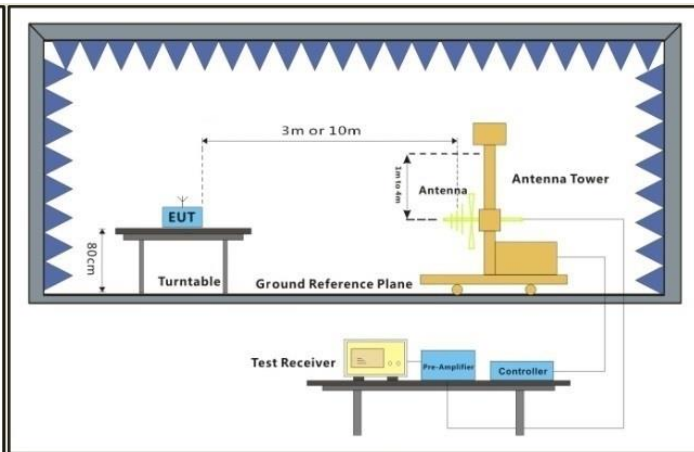 3m or 10m
1m to 4m
Antenna
Antenna Tower
EUT
80cm
Turntable
Ground Reference Plane
Test Receiver
Pre-Amplifier
Controller